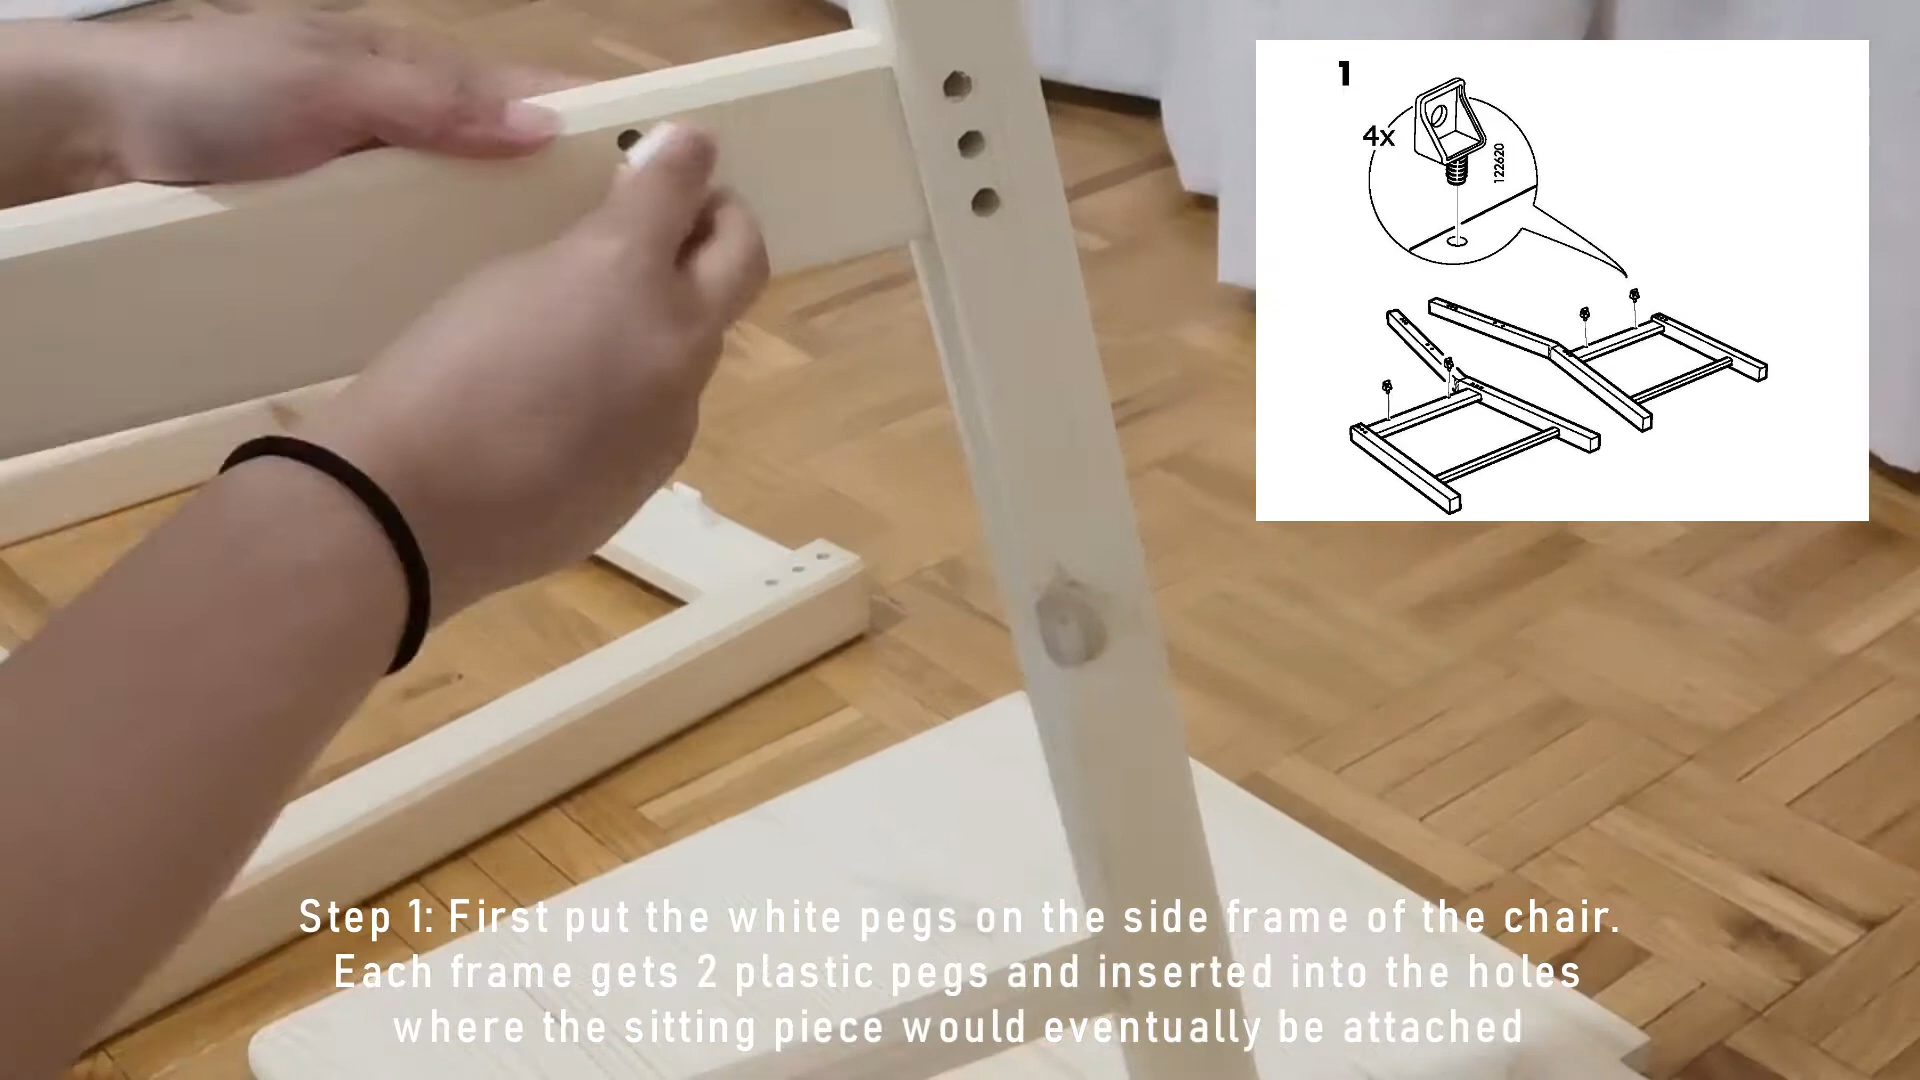 1
4x
122620
Step 1: First put the white pegs on the side frame of the chair.
Each frame gets 2 plastic pegs and inserted into the holes
where the sitting piece would eventually be attached